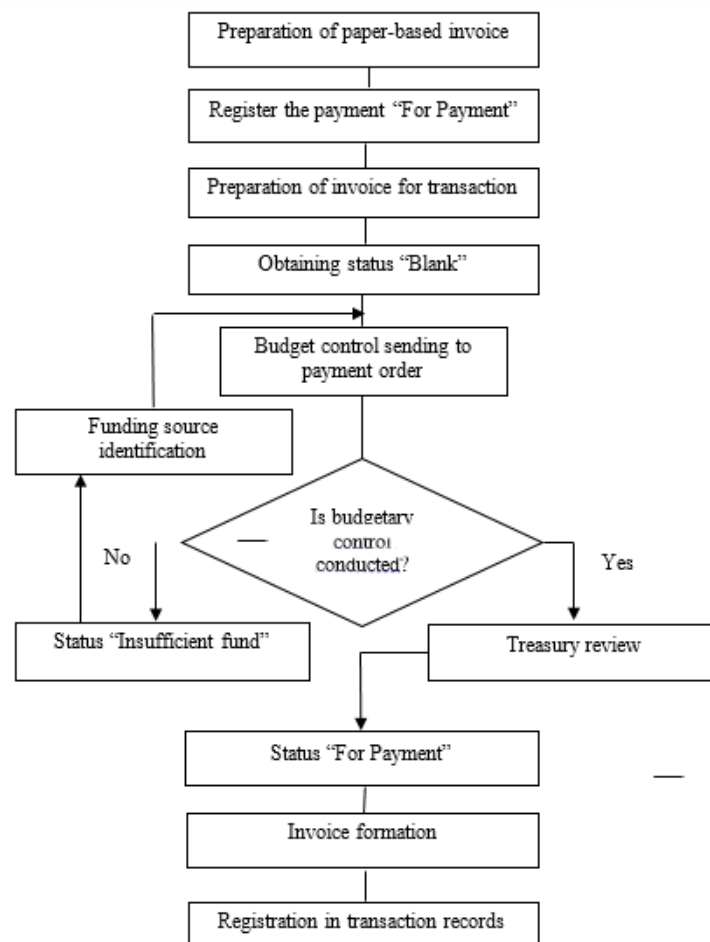 Preparation of paper-based invoice
Register the payment “For Payment”
Preparation of invoice for transaction
Obtaining status “Blank”
Budget control sending to
payment order
Funding source
identification
Is budgetary
control
conducted?
No
Yes
Status “Insufficient fund”
Treasury review
Status “For Payment”
Invoice formation
Registration in transaction records